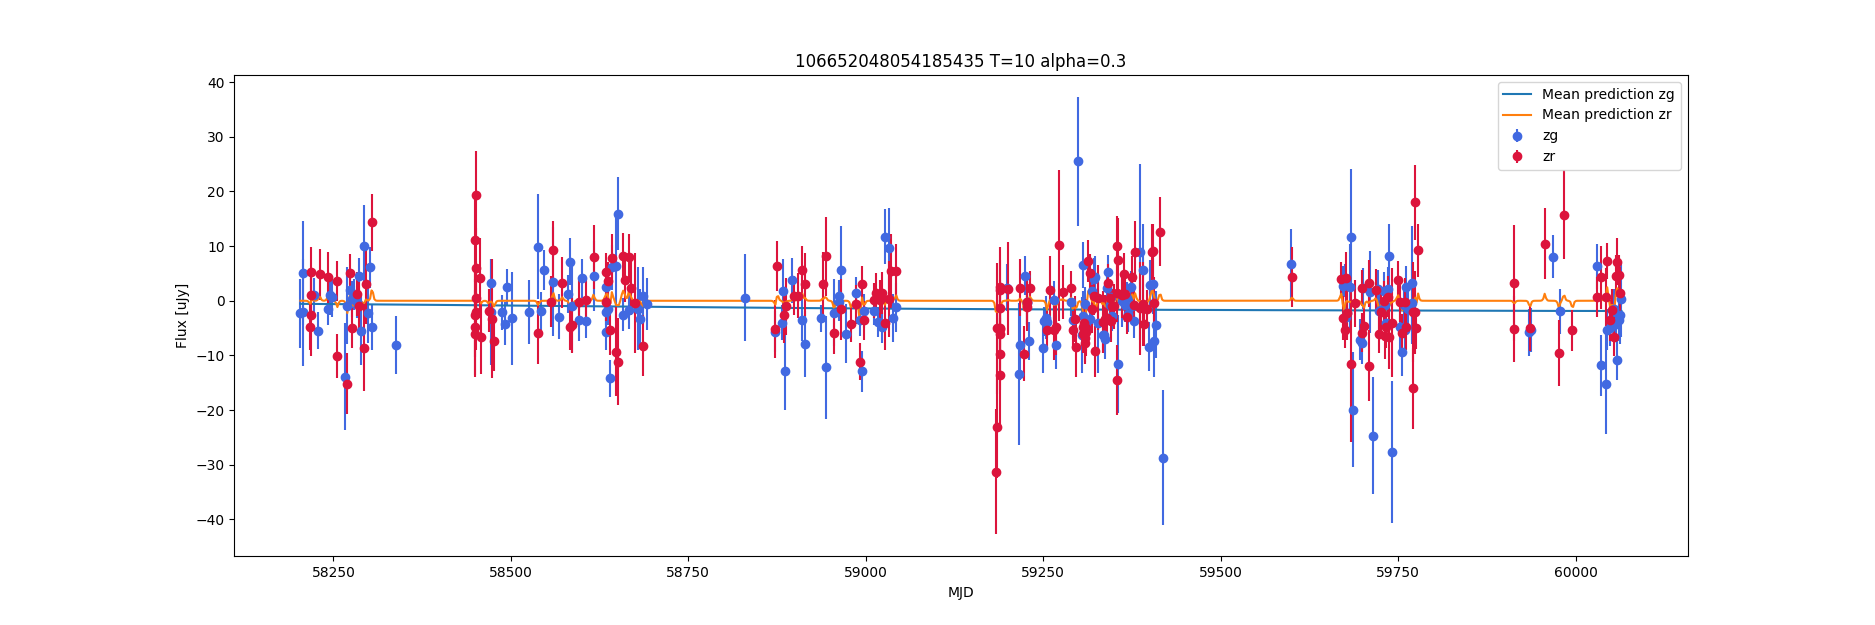 106652048054185435 T=10 alpha=0.3
Mean prediction zg
Mean prediction zr
zg
zr
Flux [uJy]
40
30
20
10
0
−10
−20
−30
−40
58250 58500 58750 59000 59250 59500 59750 60000
MJD